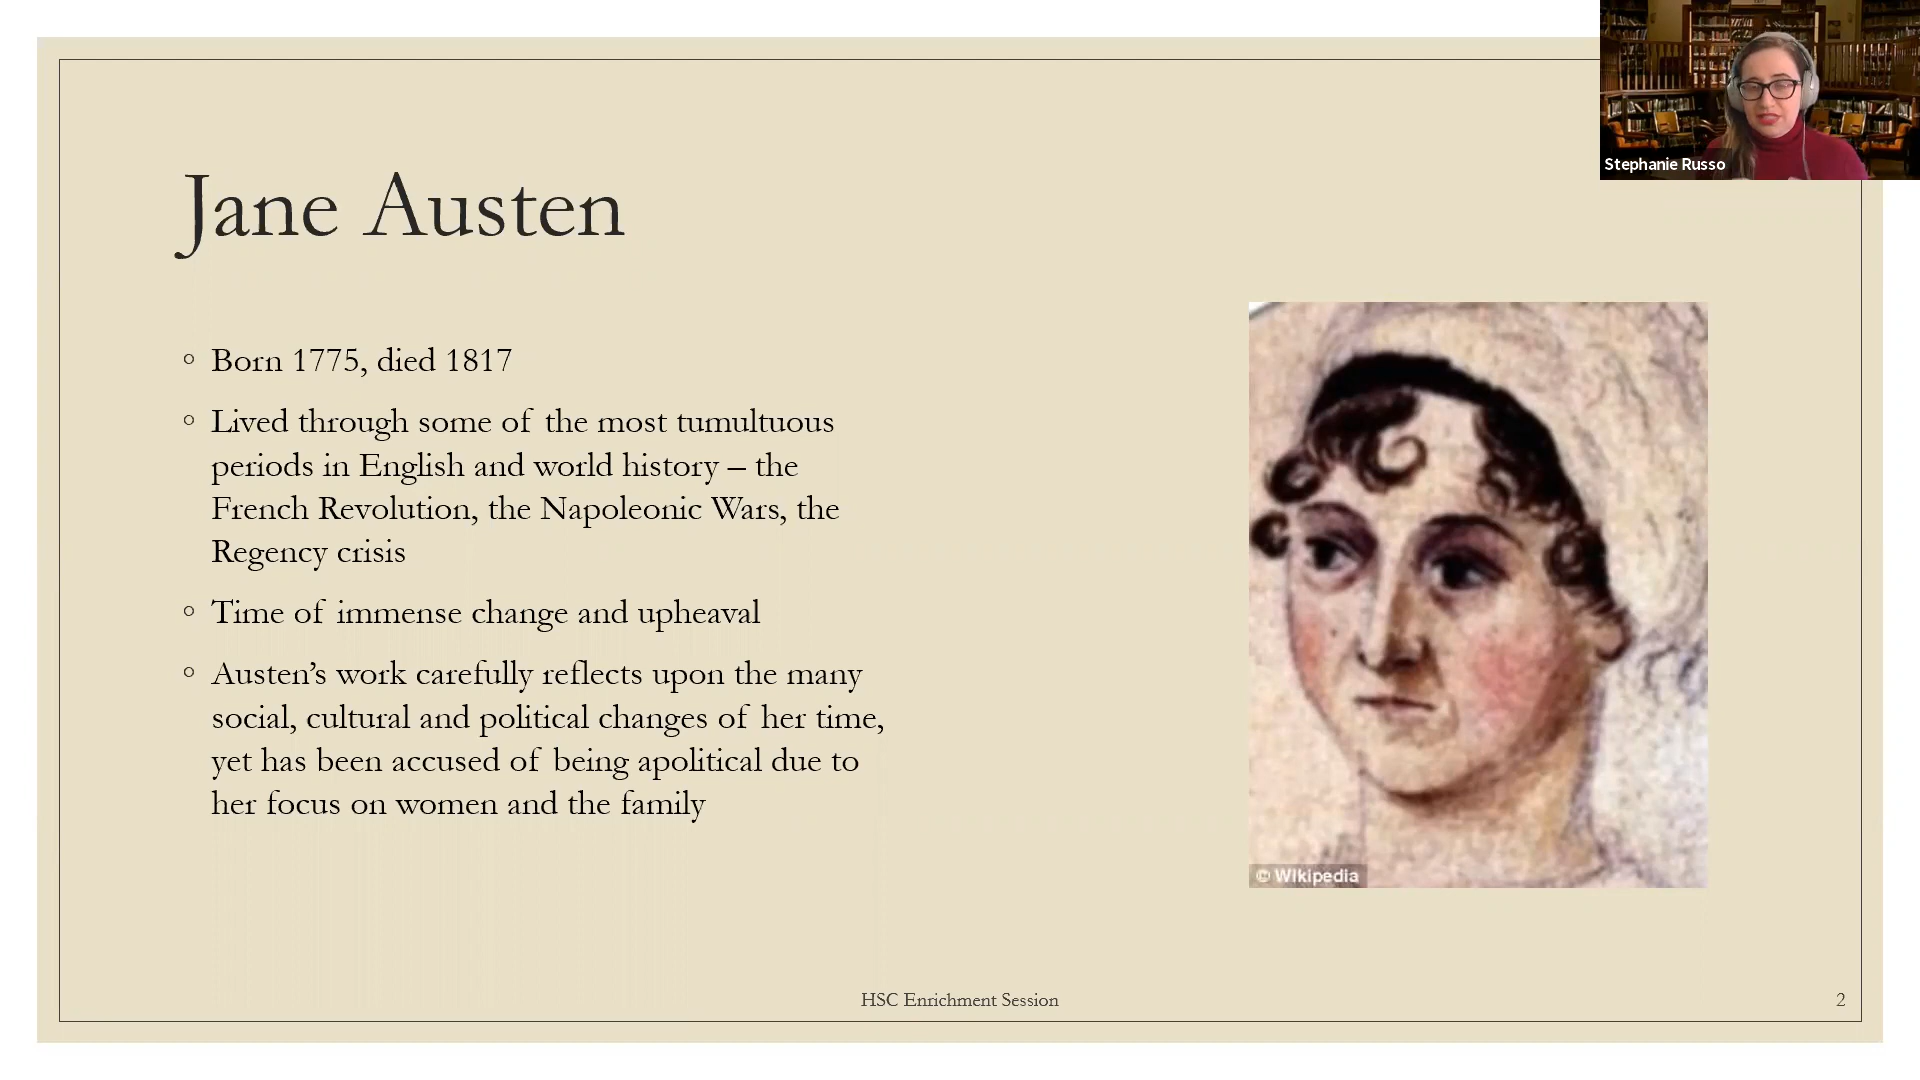 Stephanie Russo
Jane Austen
◦ Born 1775, died 1817
◦ Lived through some of the most tumultuous
periods in English and world history – the
French Revolution, the Napoleonic Wars, the
Regency crisis
◦ Time of immense change and upheaval
◦ Austen’s work carefully reflects upon the many
social, cultural and political changes of her time,
yet has been accused of being apolitical due to
her focus on women and the family
© Wikipedia
HSC Enrichment Session
2